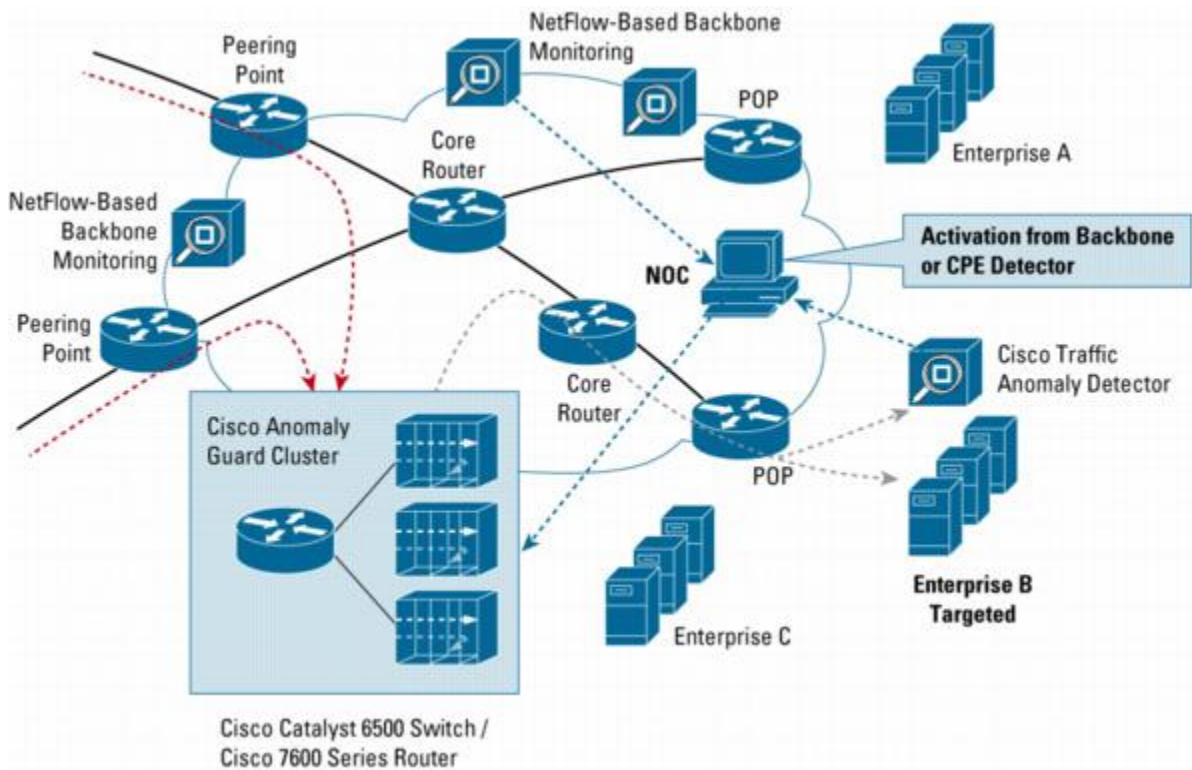 NetFlow-Based Backbone
Monitoring
Peering
Point
POP
Core
Router
Enterprise A
NetFlow-Based
Backbone
Monitoring
Activation from Backbone
or CPE Detector
NOC
Peering
Point
Cisco Traffic
Anomaly Detector
Core
Router
Cisco Anomaly
Guard Cluster
POP
Enterprise B
Targeted
Enterprise C
Cisco Catalyst 6500 Switch /
Cisco 7600 Series Router